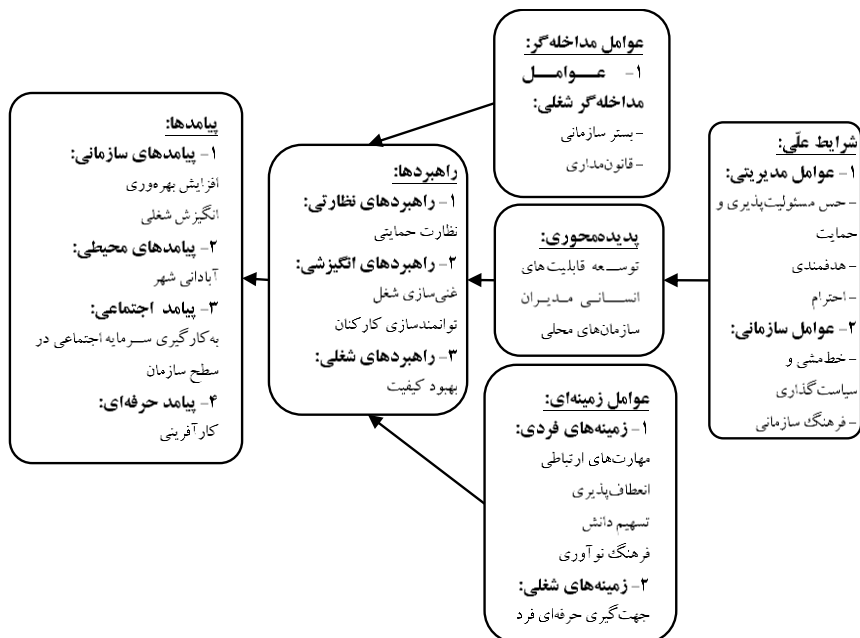 شرایط علّی:
۱- عوامل مدیریتی:
-حس مسئولیت‌پذیری و
حمایت
-هدفمندی
-احترام
۲- عوامل سازمانی:
-خط‌مشی و
سیاست‌گذاری
-فرهنگ سازمانی
عوامل مداخله‌گر:
۱- عوامل
مداخله‌گر شغلی:
-بستر سازمانی
-قانون‌مداری
پدیده‌محوری:
توسعه قابلیت‌های
انسانی مدیران
سازمان‌های محلی
عوامل زمینه‌ای:
۱- زمینه‌های فردی:
مهارت‌های ارتباطی
انعطاف‌پذیری
تسهیم دانش
فرهنگ نوآوری
۲- زمینه‌های شغلی:
جهت‌گیری حرفه‌ای فرد
راهبردها:
۱- راهبردهای نظارتی:
نظارت حمایتی
۲- راهبردهای انگیزشی:
غنی‌سازی شغل
توانمندسازی کارکنان
۳- راهبردهای شغلی:
بهبود کیفیت
پیامدها:
۱- پیامدهای سازمانی:
افزایش بهره‌وری
انگیزش شغلی
۲- پیامدهای محیطی:
آبادانی شهر
۳- پیامد اجتماعی:
به‌کارگیری سرمایه اجتماعی در
سطح سازمان
۴- پیامد حرفه‌ای:
کارآفرینی